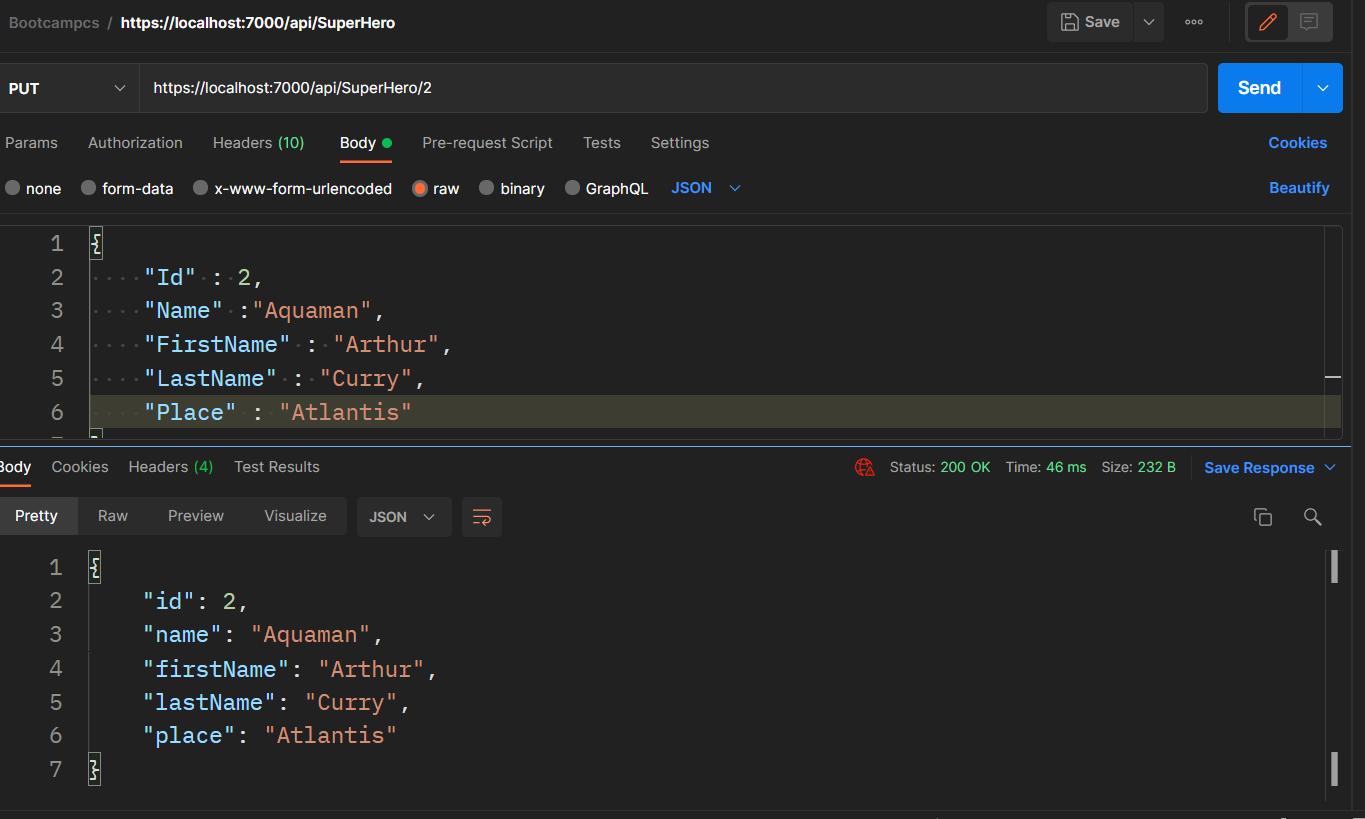 Bootcampcs / https://localhost:7000/api/SuperHero Save
PUT https://localhost:7000/api/SuperHero/2 Send
Params Authorization Headers (10) Body Pre-request Script Tests Settings Cookies
none form-data x-www-form-urlencoded raw binary GraphQL JSON Beautify
1 {
2 "Id" : 2,
3 "Name" :"Aquaman",
4 "FirstName" : "Arthur",
5 "LastName" : "Curry",
6 "Place" : "Atlantis"
Body Cookies Headers (4) Test Results Status: 200 OK Time: 46 ms Size: 232 B Save Response
Pretty Raw Preview Visualize JSON
1 {
2 "id": 2,
3 "name": "Aquaman",
4 "firstName": "Arthur",
5 "lastName": "Curry",
6 "place": "Atlantis"
7 }